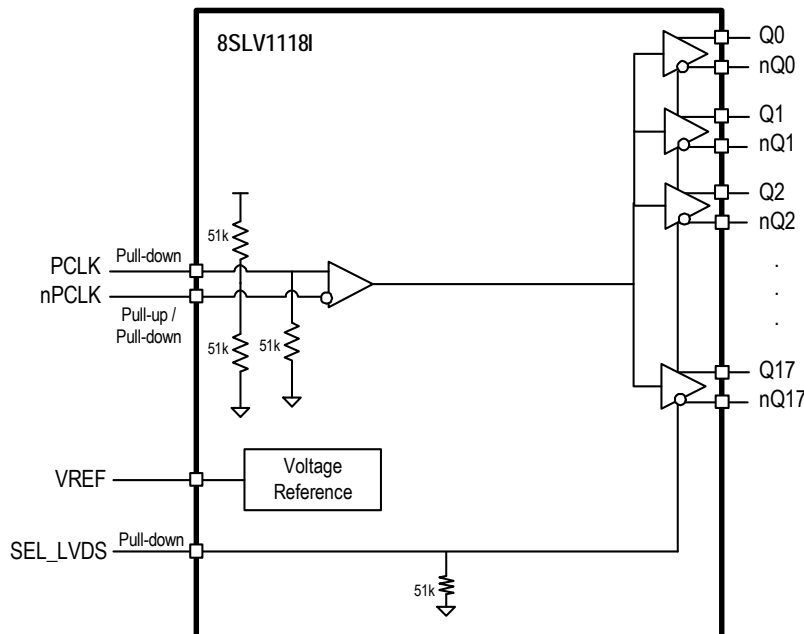 8SLV1118I
Q0
nQ0
Q1
nQ1
Q2
nQ2
.
.
.
Q17
nQ17
51k
PCLK
Pull-down
nPCLK
Pull-up /
Pull-down
51k
51k
VREF
Voltage
Reference
SEL_LVDS
Pull-down
51k